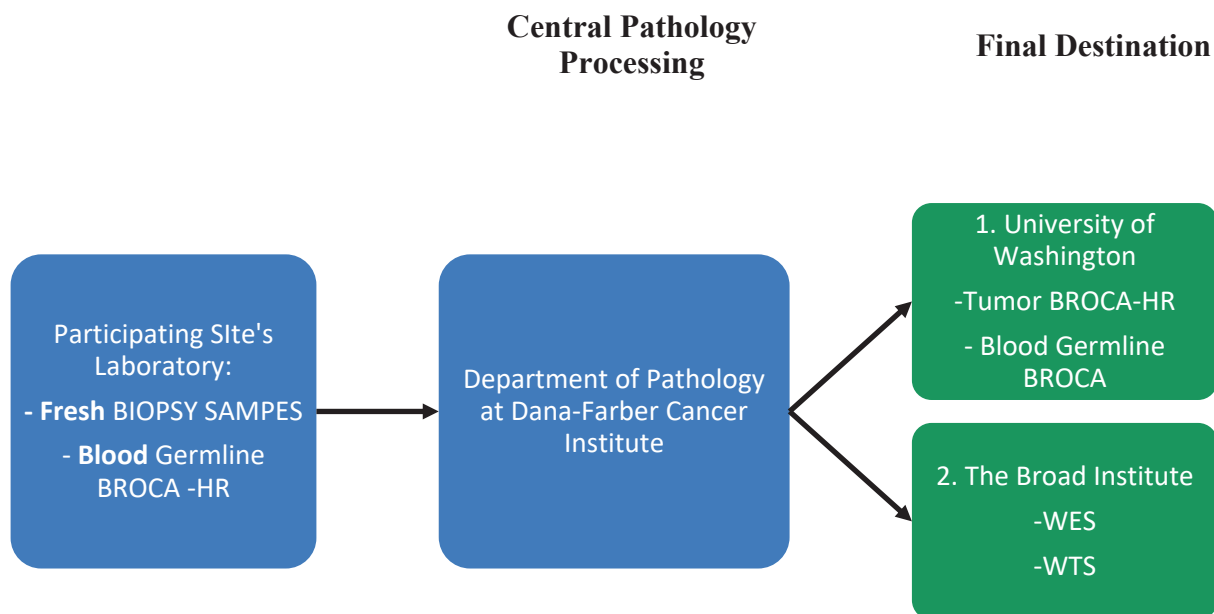 Central Pathology
Processing
Final Destination
Participating SIte's
Laboratory:
- Fresh BIOPSY SAMPES
- Blood Germline
BROCA -HR
Department of Pathology
at Dana-Farber Cancer
Institute
1. University of
Washington
-Tumor BROCA-HR
- Blood Germline
BROCA
2. The Broad Institute
-WES
-WTS